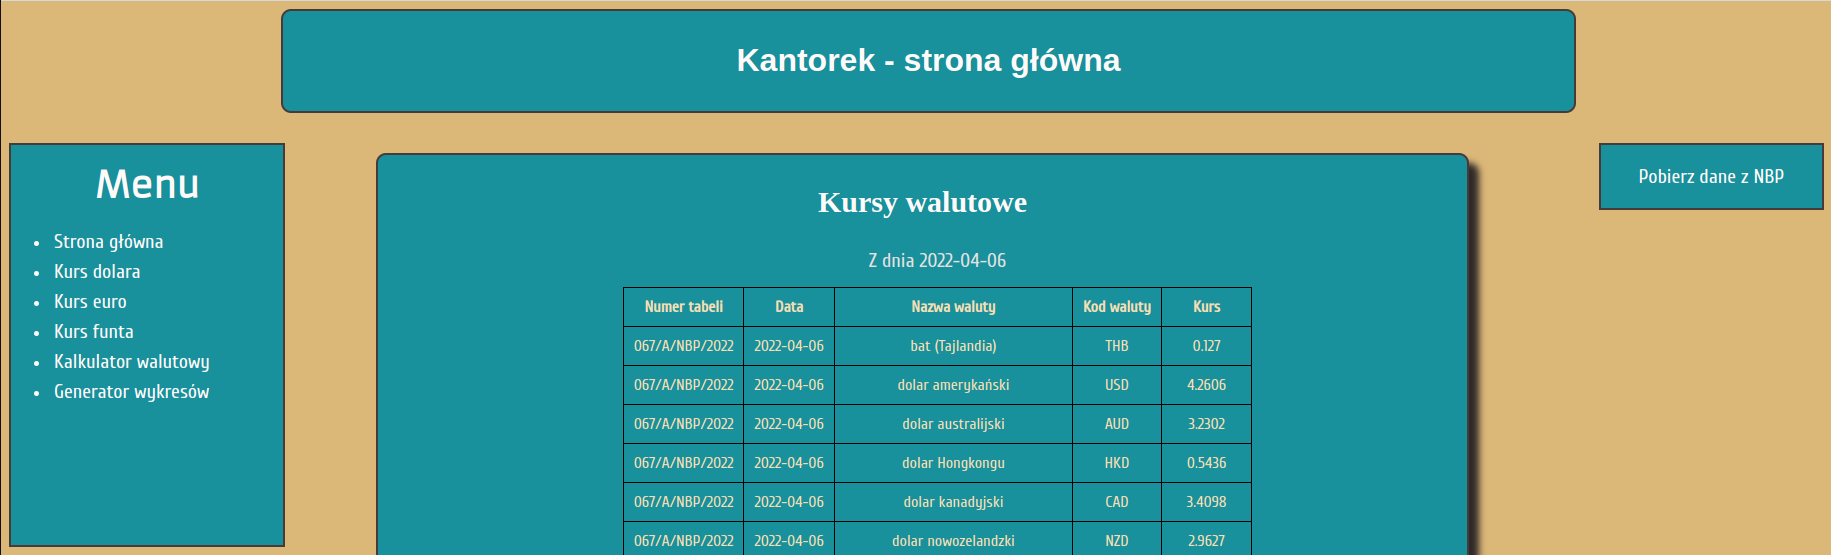 Kantorek - strona główna
Menu
Strona główna
Kurs dolara
Kurs euro
Kurs funta
Kalkulator walutowy
Generator wykresów
Kursy walutowe
Z dnia 2022-04-06
Numer tabeli Data Nazwa waluty Kod waluty Kurs
067/A/NBP/2022 2022-04-06 bat (Tajlandia) THB 0.127
067/A/NBP/2022 2022-04-06 dolar amerykański USD 4.2606
067/A/NBP/2022 2022-04-06 dolar australijski AUD 3.2302
067/A/NBP/2022 2022-04-06 dolar Hongkongu HKD 0.5436
067/A/NBP/2022 2022-04-06 dolar kanadyjski CAD 3.4098
067/A/NBP/2022 2022-04-06 dolar nowozelandzki NZD 2.9627
Pobierz dane z NBP